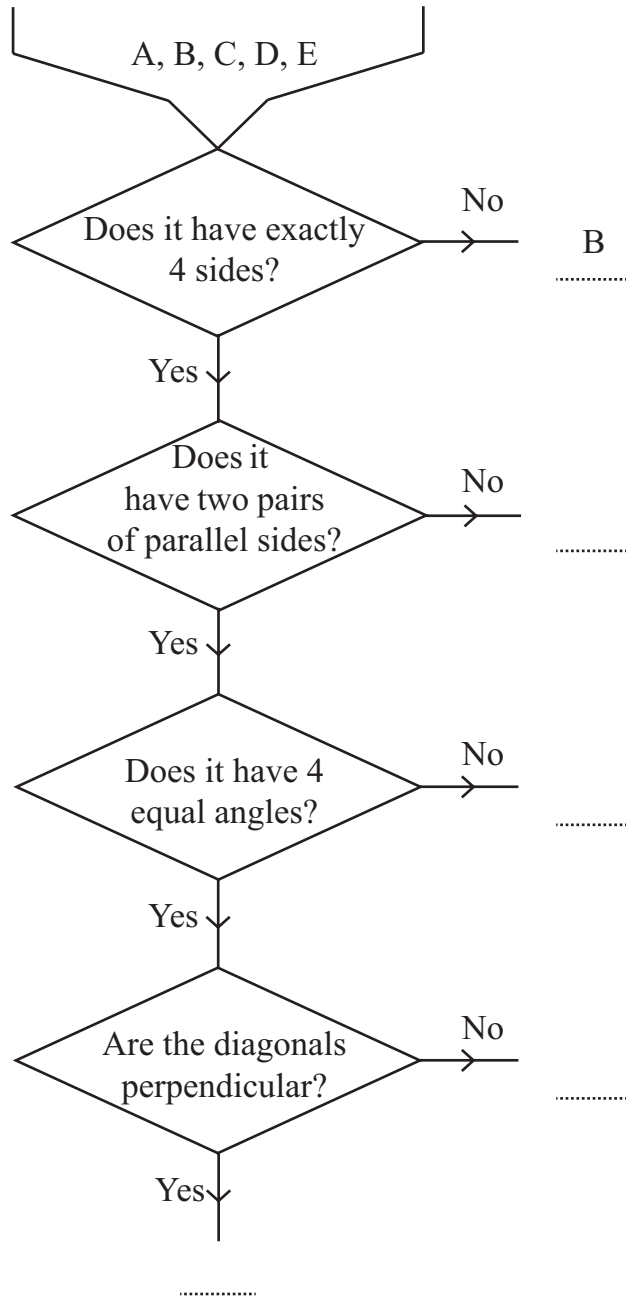 A, B, C, D, E
No
Does it have exactly
4 sides?
B
Yes
Does it
have two pairs
of parallel sides?
No
Yes
Does it have 4
equal angles?
No
Yes
Are the diagonals
perpendicular?
No
Yes